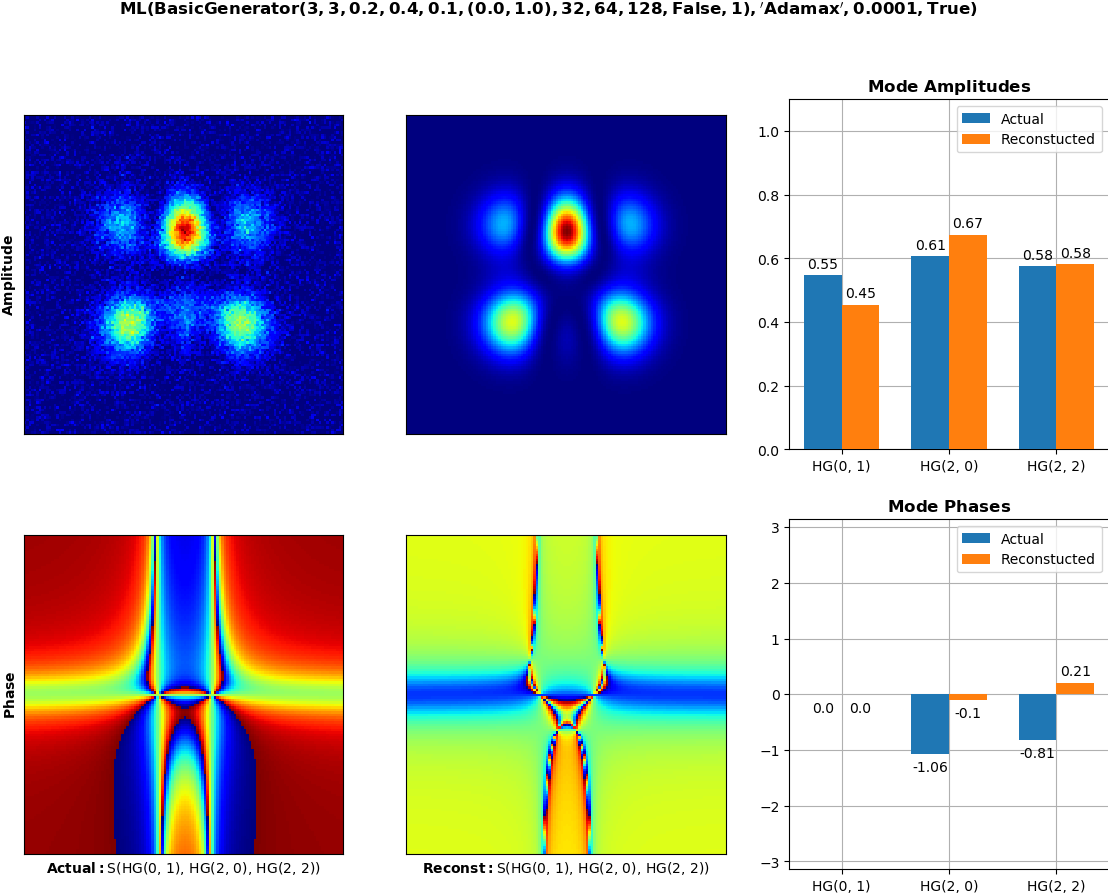 ML(BasicGenerator(3, 3, 0.2, 0.4, 0.1, (0.0, 1.0), 32, 64, 128, False, 1), 'Adamax', 0.0001, True)
Mode Amplitudes
Amplitude
Actual
Reconstucted
1.0
0.8
0.6
0.4
0.2
0.0
0.55
0.45
0.61
0.67
0.58
0.58
HG(0, 1)
HG(2, 0)
HG(2, 2)
Mode Phases
Phase
Actual
Reconstucted
3
2
1
0
−1
−2
−3
0.0
0.0
-1.06
-0.1
-0.81
0.21
HG(0, 1)
HG(2, 0)
HG(2, 2)
Actual: S(HG(0, 1), HG(2, 0), HG(2, 2))
Reconst: S(HG(0, 1), HG(2, 0), HG(2, 2))